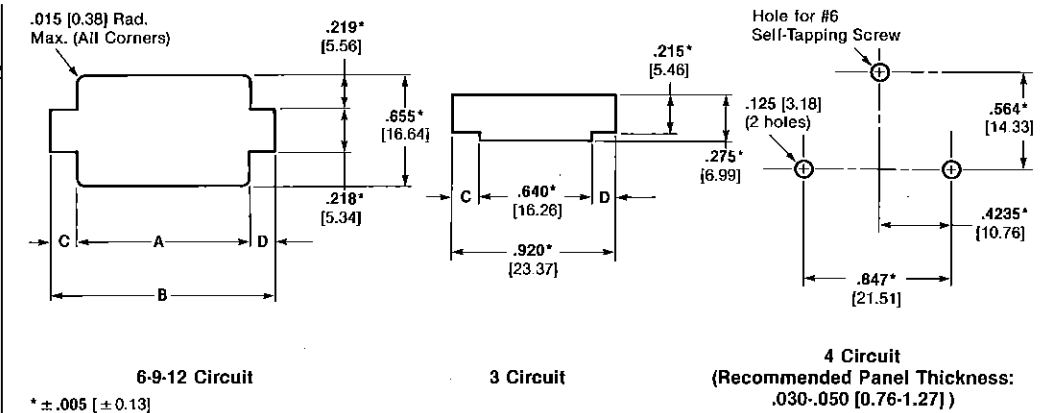 .015 [0.38] Rad.
Max. (All Corners)
.219*
[5.56]
.655*
[16.64]
.218*
[5.34]
C
A
D
B
6-9-12 Circuit
* ± .005 [ ± 0.13]
.215*
[5.46]
.275*
[6.99]
C
.640*
[16.26]
D
.920*
[23.37]
3 Circuit
Hole for #6
Self-Tapping Screw
.125 [3.18]
(2 holes)
.564*
[14.33]
.4235*
[10.76]
.847*
[21.51]
4 Circuit
(Recommended Panel Thickness:
.030-.050 [0.76-1.27] )